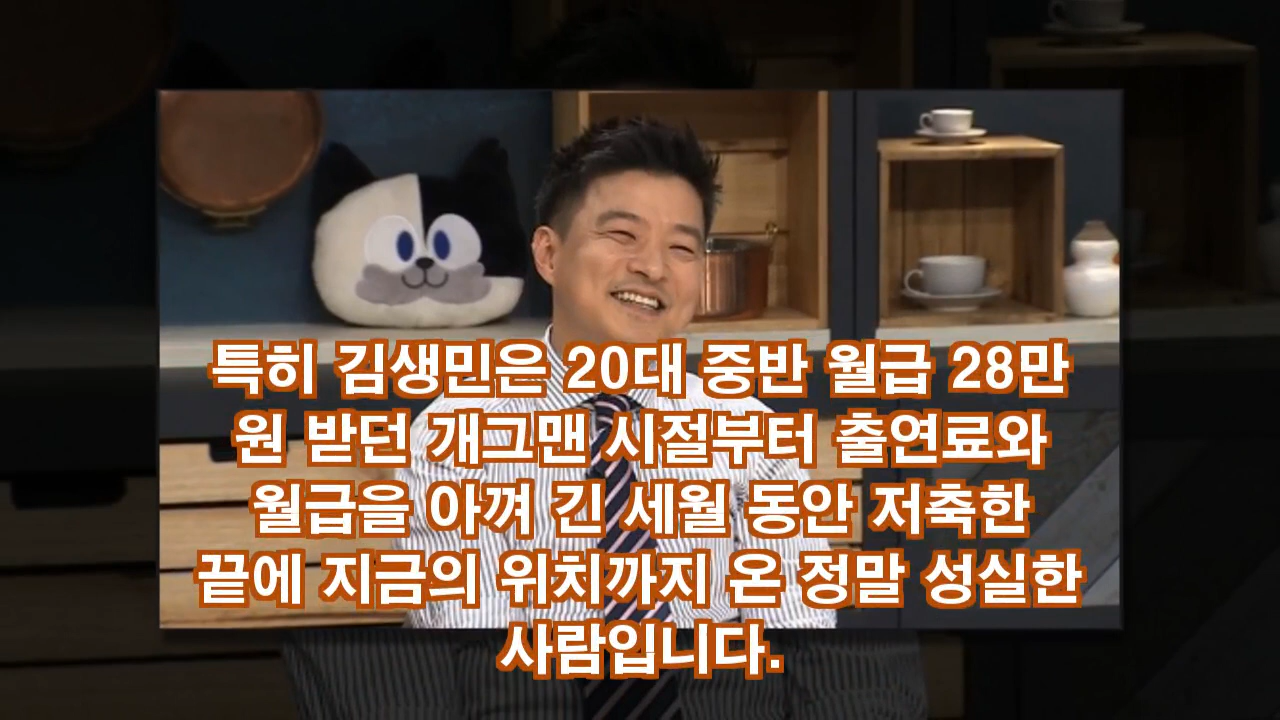 특히 김생민은 20대 중반 월급 28만
원 받던 개그맨 시절부터 출연료와
월급을 아껴 긴 세월 동안 저축한
끝에 지금의 위치까지 온 정말 성실한
사람입니다.